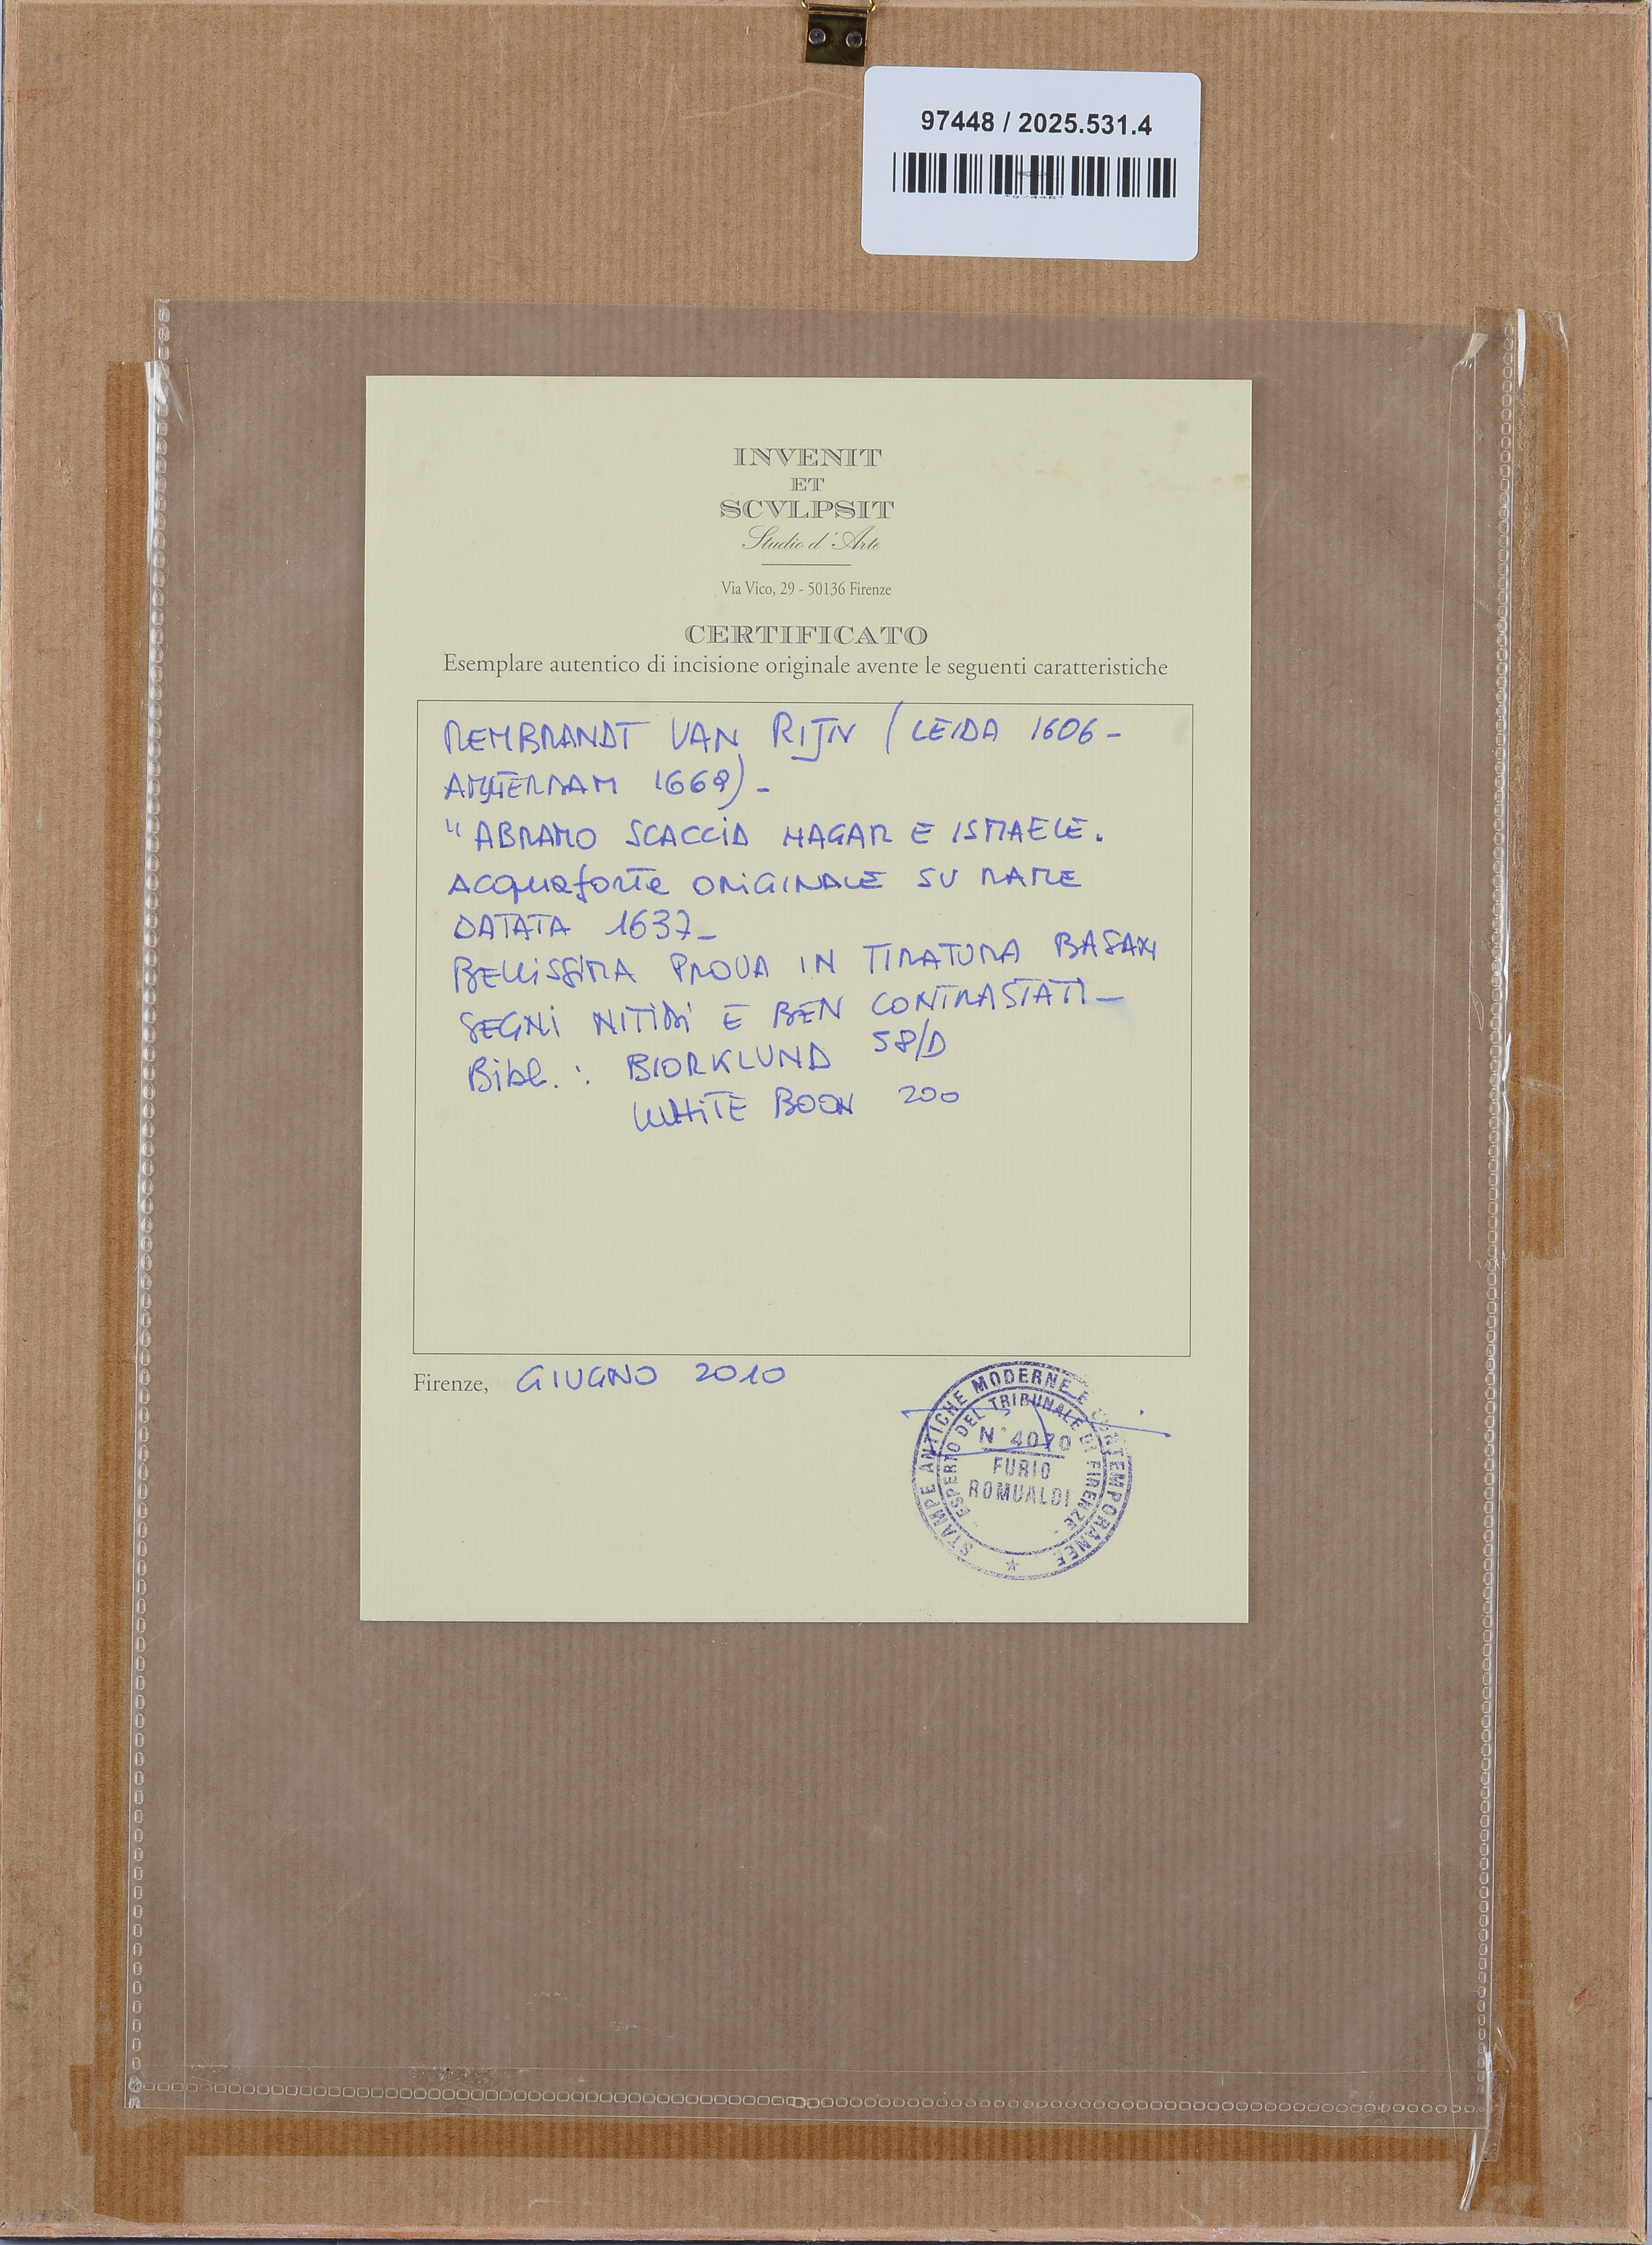 97448 / 2025.531.4
INVENIT
ET
SCVLPSIT
Studio d'Arte
Via Vico, 29 - 50136 Firenze
CERTIFICATO
Esemplare autentico di incisione originale avente le seguenti caratteristiche
REMBRANDT VAN RIJN (LEIDA 1606 -
AMSTERDAM 1669) -
" ABRAMO SCACCIA HAGAR E ISMAELE.
Acquaforte ORIGINALE SU RAME
DATATA 1637 -
BELLISSIMA PROVA IN TIRATURA BASAN
SEGNI NITIDI E BEN CONTRASTATI -
Bibl. : BIORKLUND 58/D
WHITE BOON 200
Firenze, GIUGNO 2010
STAMPE ANTICHE MODERNE E CONTEMPORANEE
ESPERTO DEL TRIBUNALE DI FIRENZE
N° 4070
FURIO
ROMUALDI